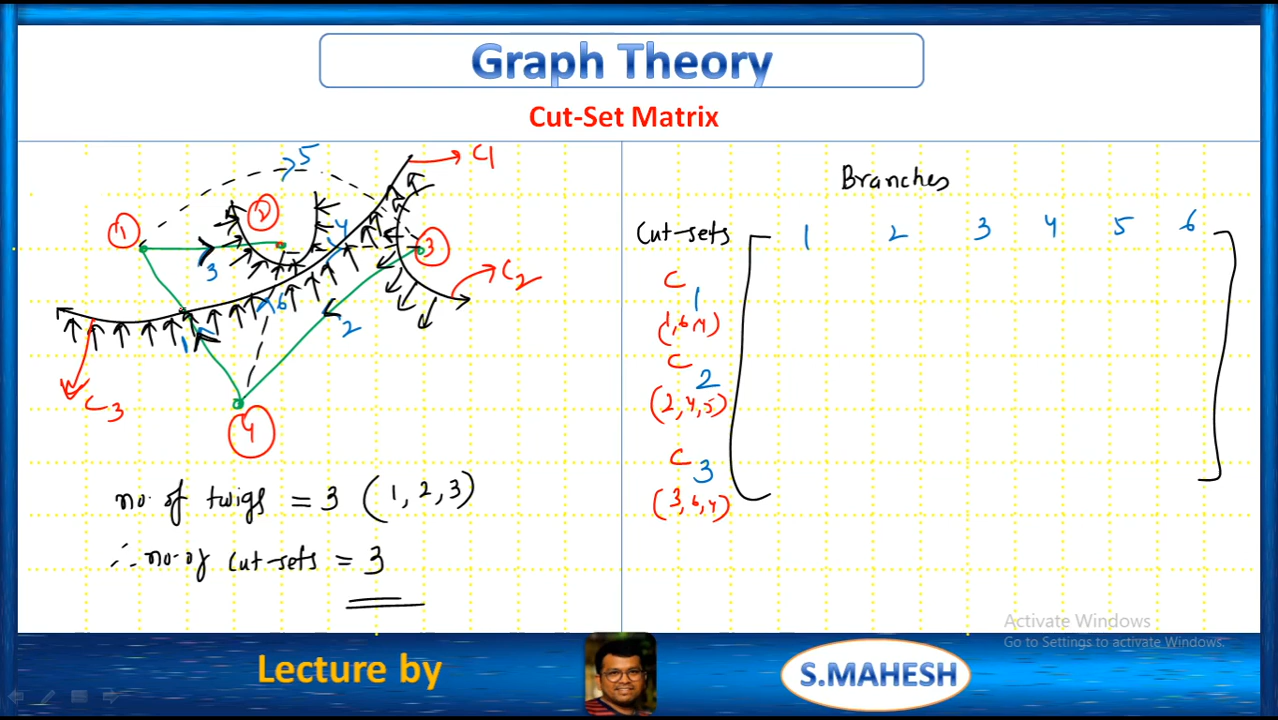 Graph Theory
Cut-Set Matrix
5
C1
1
2
4
3
3
C2
6
2
1
C3
4
no. of twigs = 3 (1, 2, 3)
∴ no. of cut-sets = 3
Branches
Cut-sets 1 2 3 4 5 6
C1
(1,6,4)
C2
(2,4,5)
C3
(3,6,4)
Activate Windows
Go to Settings to activate Windows.
Lecture by
S.MAHESH